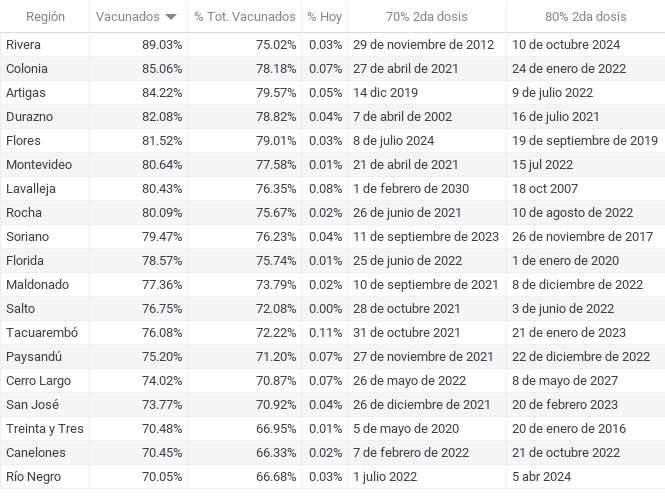 Región Vacunados % Tot. Vacunados % Hoy 70% 2da dosis 80% 2da dosis
Rivera 89.03% 75.02% 0.03% 29 de noviembre de 2012 10 de octubre 2024
Colonia 85.06% 78.18% 0.07% 27 de abril de 2021 24 de enero de 2022
Artigas 84.22% 79.57% 0.05% 14 dic 2019 9 de julio 2022
Durazno 82.08% 78.82% 0.04% 7 de abril de 2002 16 de julio 2021
Flores 81.52% 79.01% 0.03% 8 de julio 2024 19 de septiembre de 2019
Montevideo 80.64% 77.58% 0.01% 21 de abril de 2021 15 jul 2022
Lavalleja 80.43% 76.35% 0.08% 1 de febrero de 2030 18 oct 2007
Rocha 80.09% 75.67% 0.02% 26 de junio de 2021 10 de agosto de 2022
Soriano 79.47% 76.23% 0.04% 11 de septiembre de 2023 26 de noviembre de 2017
Florida 78.57% 75.74% 0.01% 25 de junio de 2022 1 de enero de 2020
Maldonado 77.36% 73.79% 0.02% 10 de septiembre de 2021 8 de diciembre de 2022
Salto 76.75% 72.08% 0.00% 28 de octubre 2021 3 de junio de 2022
Tacuarembó 76.08% 72.22% 0.11% 31 de octubre 2021 21 de enero de 2023
Paysandú 75.20% 71.20% 0.07% 27 de noviembre de 2021 22 de diciembre de 2022
Cerro Largo 74.02% 70.87% 0.07% 26 de mayo de 2022 8 de mayo de 2027
San José 73.77% 70.92% 0.04% 26 de diciembre de 2021 20 de febrero 2023
Treinta y Tres 70.48% 66.95% 0.01% 5 de mayo de 2020 20 de enero de 2016
Canelones 70.45% 66.33% 0.02% 7 de febrero de 2022 21 de octubre 2022
Río Negro 70.05% 66.68% 0.03% 1 julio 2022 5 abr 2024